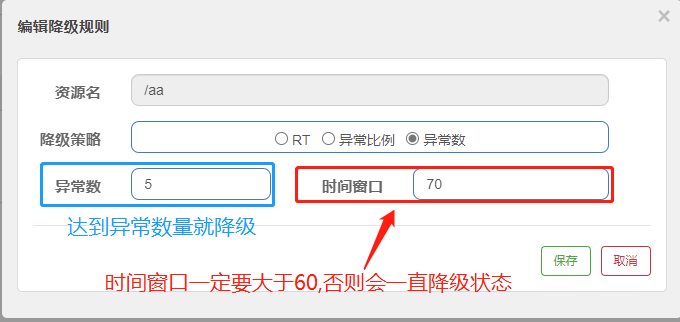 编辑降级规则
×
资源名 /aa
降级策略 RT 异常比例 异常数
异常数 5 时间窗口 70
达到异常数量就降级
保存 取消
时间窗口一定要大于60,否则会一直降级状态